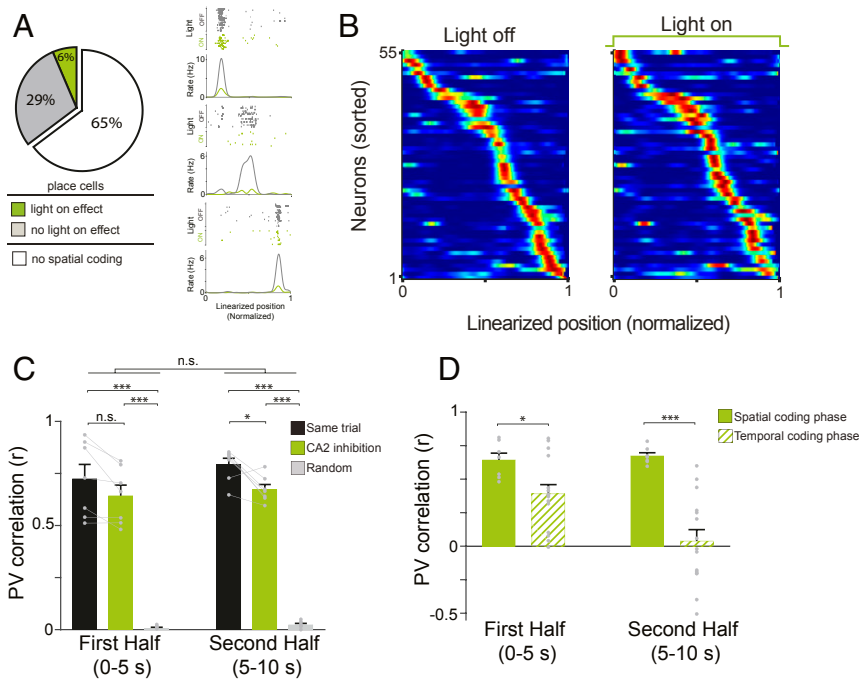 A
6%
29%
65%
place cells
light on effect
no light on effect
no spatial coding
Light
ON OFF
Rate (Hz)
10
0
Light
ON OFF
Rate (Hz)
6
0
Light
ON OFF
Rate (Hz)
6
0
0 1
Linearized position
(Normalized)
B
Light off
Light on
Neurons (sorted)
55
1
0 1
0 1
Linearized position (normalized)
C
n.s.
*** ***
n.s. *** * ***
PV correlation (r)
1
0.5
0
Same trial
CA2 inhibition
Random
First Half
(0-5 s)
Second Half
(5-10 s)
D
* ***
Spatial coding phase
Temporal coding phase
PV correlation (r)
1
0.5
0
-0.5
First Half
(0-5 s)
Second Half
(5-10 s)